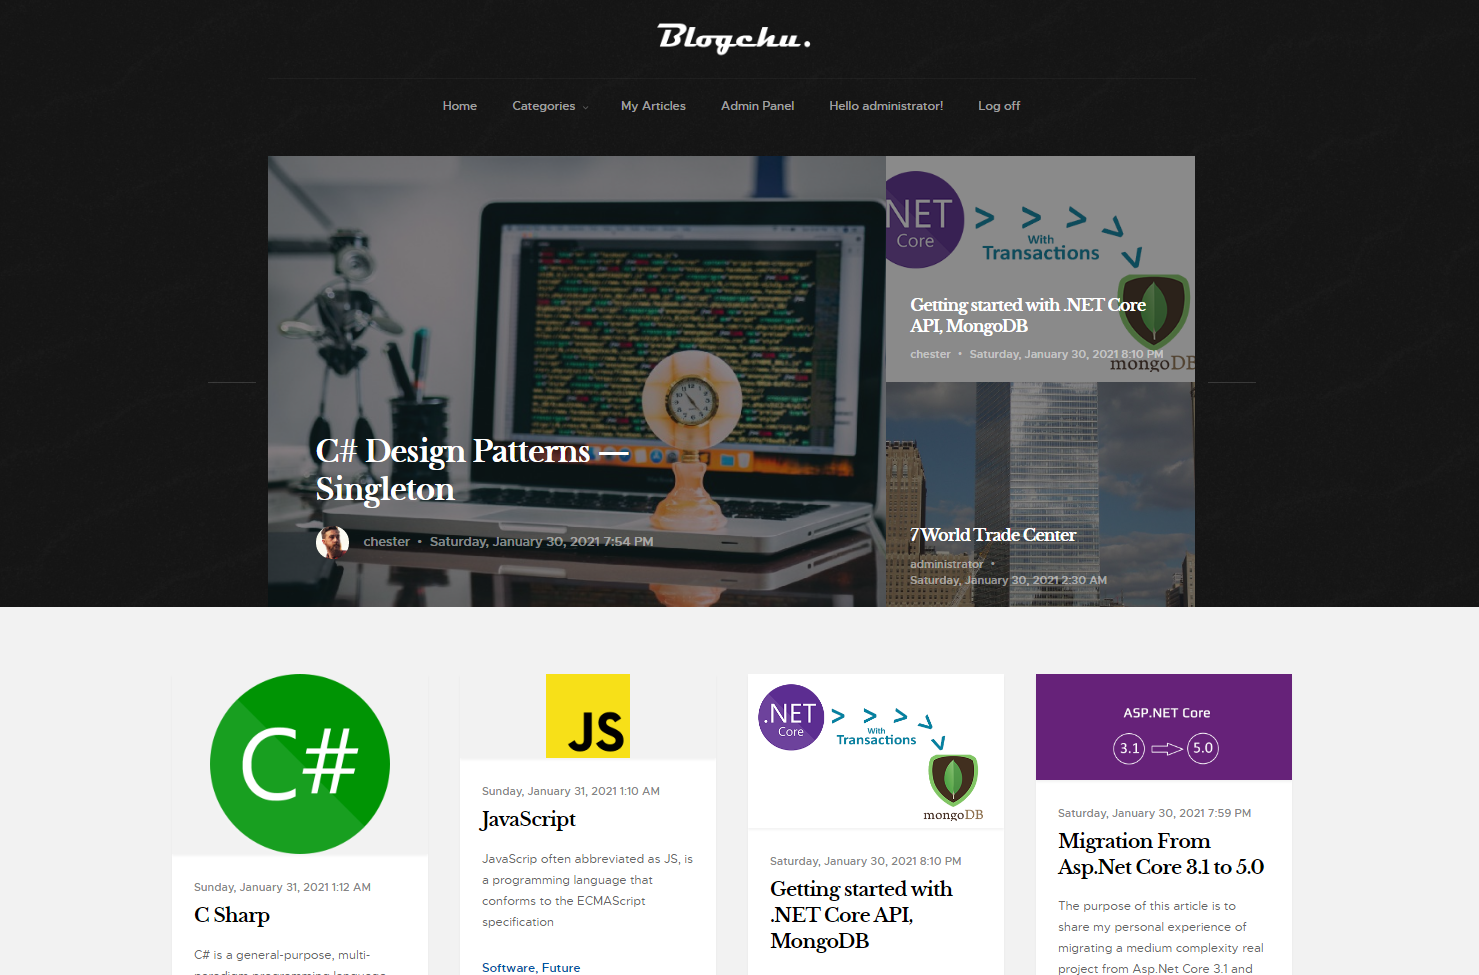 Blogchu.
Home
Categories
My Articles
Admin Panel
Hello administrator!
Log off
C# Design Patterns —
Singleton
chester • Saturday, January 30, 2021 7:54 PM
.NET
Core
> > >
With
Transactions
mongoDB
Getting started with .NET Core
API, MongoDB
chester • Saturday, January 30, 2021 8:10 PM
7 World Trade Center
administrator •
Saturday, January 30, 2021 2:30 AM
C#
Sunday, January 31, 2021 1:12 AM
C Sharp
C# is a general-purpose, multi-
paradigm programming language
JS
Sunday, January 31, 2021 1:10 AM
JavaScript
JavaScrip often abbreviated as JS, is
a programming language that
conforms to the ECMAScript
specification
Software, Future
.NET
Core
> > >
With
Transactions
mongoDB
Saturday, January 30, 2021 8:10 PM
Getting started with
.NET Core API,
MongoDB
ASP.NET Core
3.1
5.0
Saturday, January 30, 2021 7:59 PM
Migration From
Asp.Net Core 3.1 to 5.0
The purpose of this article is to
share my personal experience of
migrating a medium complexity real
project from Asp.Net Core 3.1 and